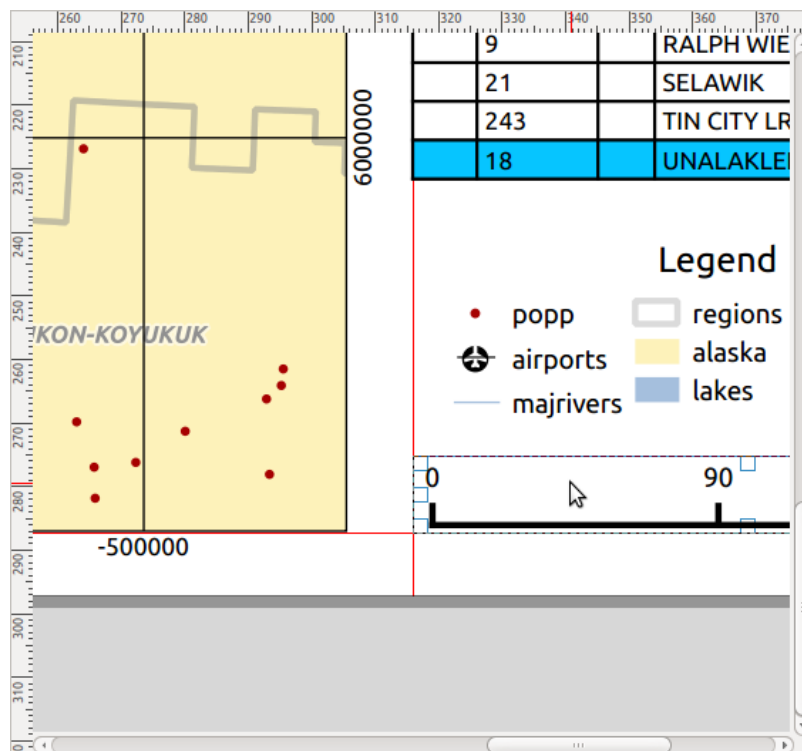 260 270 280 290 300 310 320 330 340 350 360 370
210
220
230
240
250
260
270
280
290
300
310
0
9 RALPH WIE
21 SELAWIK
243 TIN CITY LR
18 UNALAKLE
6000000
KON-KOYUKUK
-500000
Legend
popp
airports
majrivers
regions
alaska
lakes
0 90